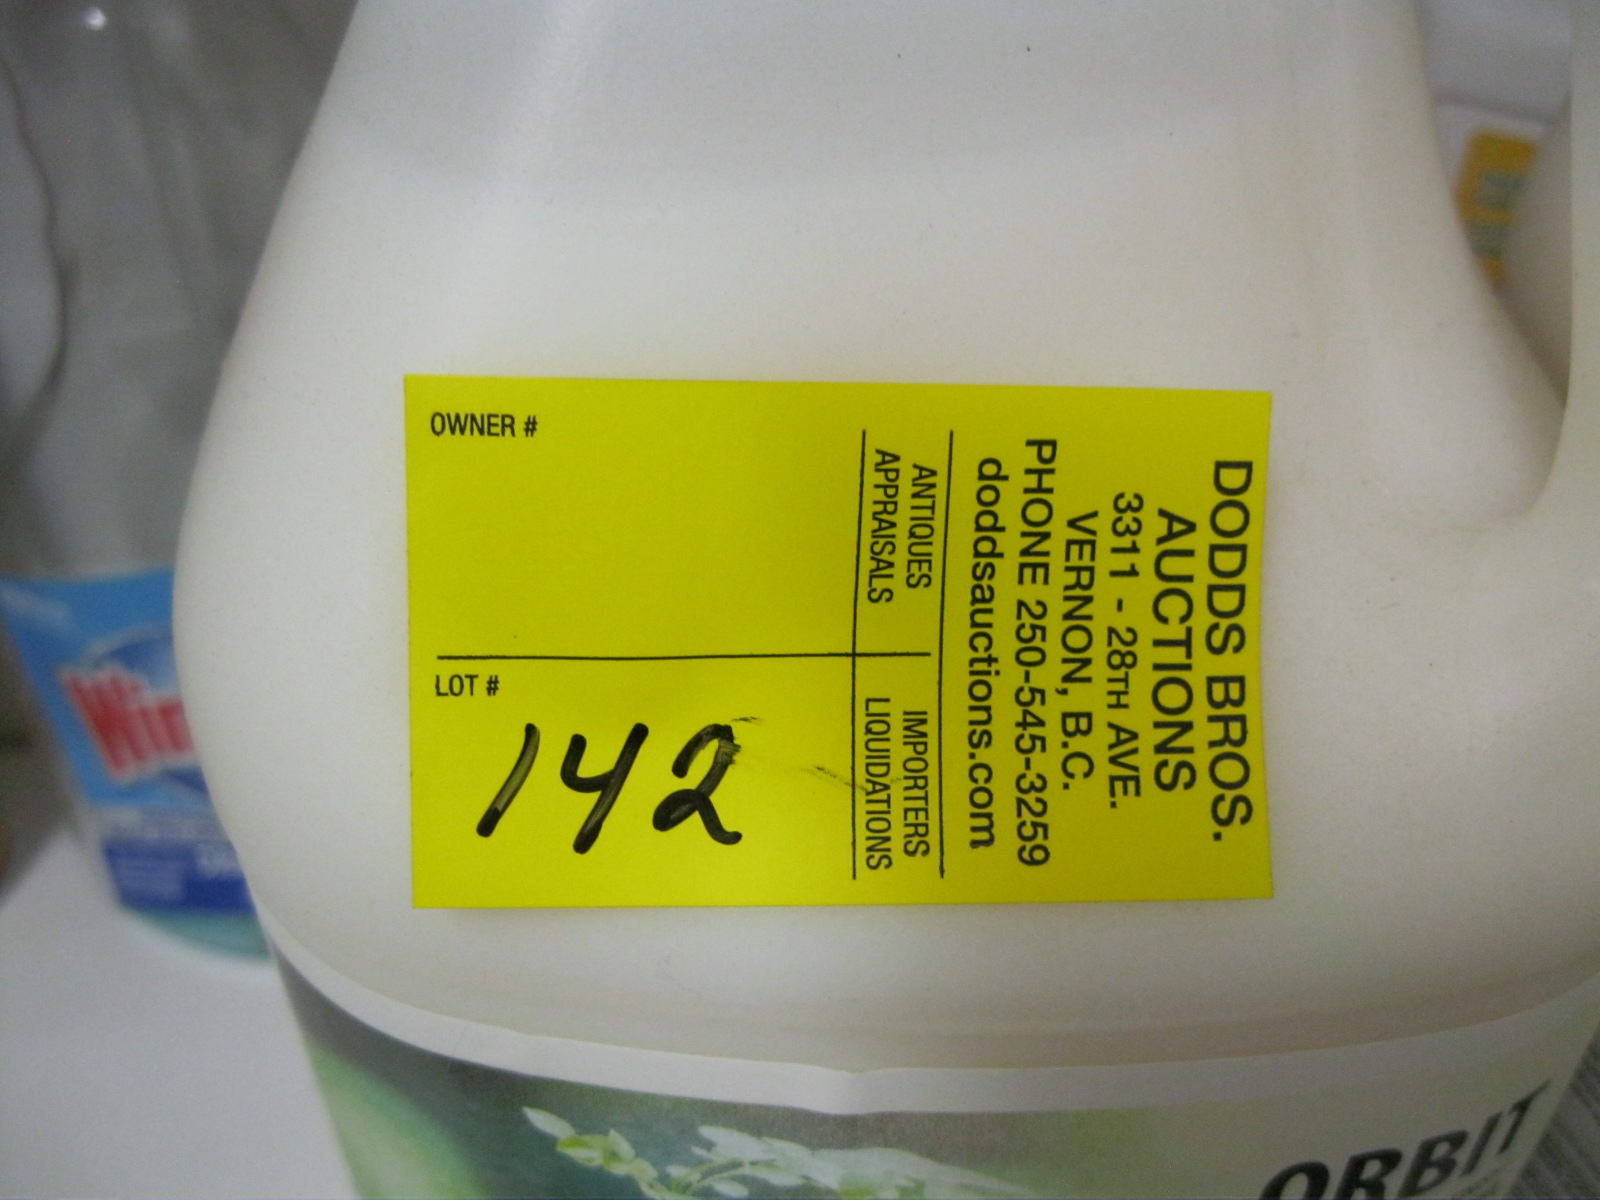 OWNER #
LOT #
142
DODDS BROS.
AUCTIONS
3311 - 28TH AVE.
VERNON, B.C.
PHONE 250-545-3259
doddsauctions.com
ANTIQUES
APPRAISALS
IMPORTERS
LIQUIDATIONS
ORBIT